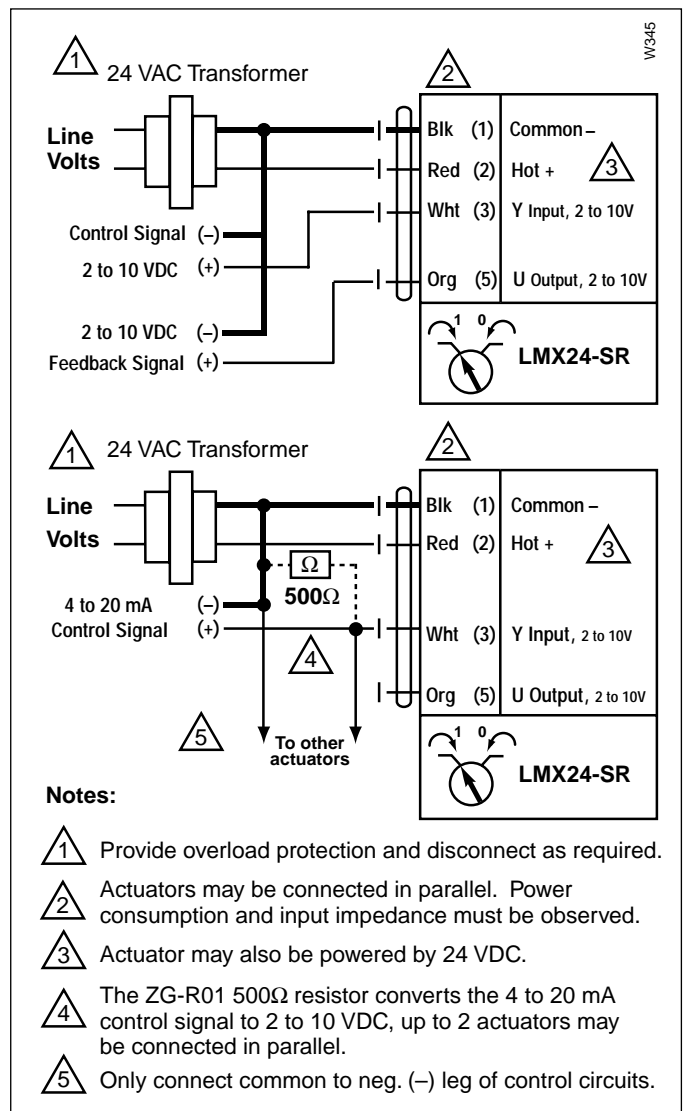 W345
1 24 VAC Transformer 2
Line
Volts
Blk (1) Common –
Red (2) Hot + 3
Wht (3) Y Input, 2 to 10V
Control Signal (–)
2 to 10 VDC (+)
Org (5) U Output, 2 to 10V
2 to 10 VDC (–)
Feedback Signal (+)
1 0
LMX24-SR
1 24 VAC Transformer 2
Line
Volts
Blk (1) Common –
Red (2) Hot + 3
Ω
500Ω
4 to 20 mA (–)
Control Signal (+)
4
Wht (3) Y Input, 2 to 10V
Org (5) U Output, 2 to 10V
5
To other
actuators
1 0
LMX24-SR
Notes:
1 Provide overload protection and disconnect as required.
2 Actuators may be connected in parallel. Power
consumption and input impedance must be observed.
3 Actuator may also be powered by 24 VDC.
4 The ZG-R01 500Ω resistor converts the 4 to 20 mA
control signal to 2 to 10 VDC, up to 2 actuators may
be connected in parallel.
5 Only connect common to neg. (–) leg of control circuits.